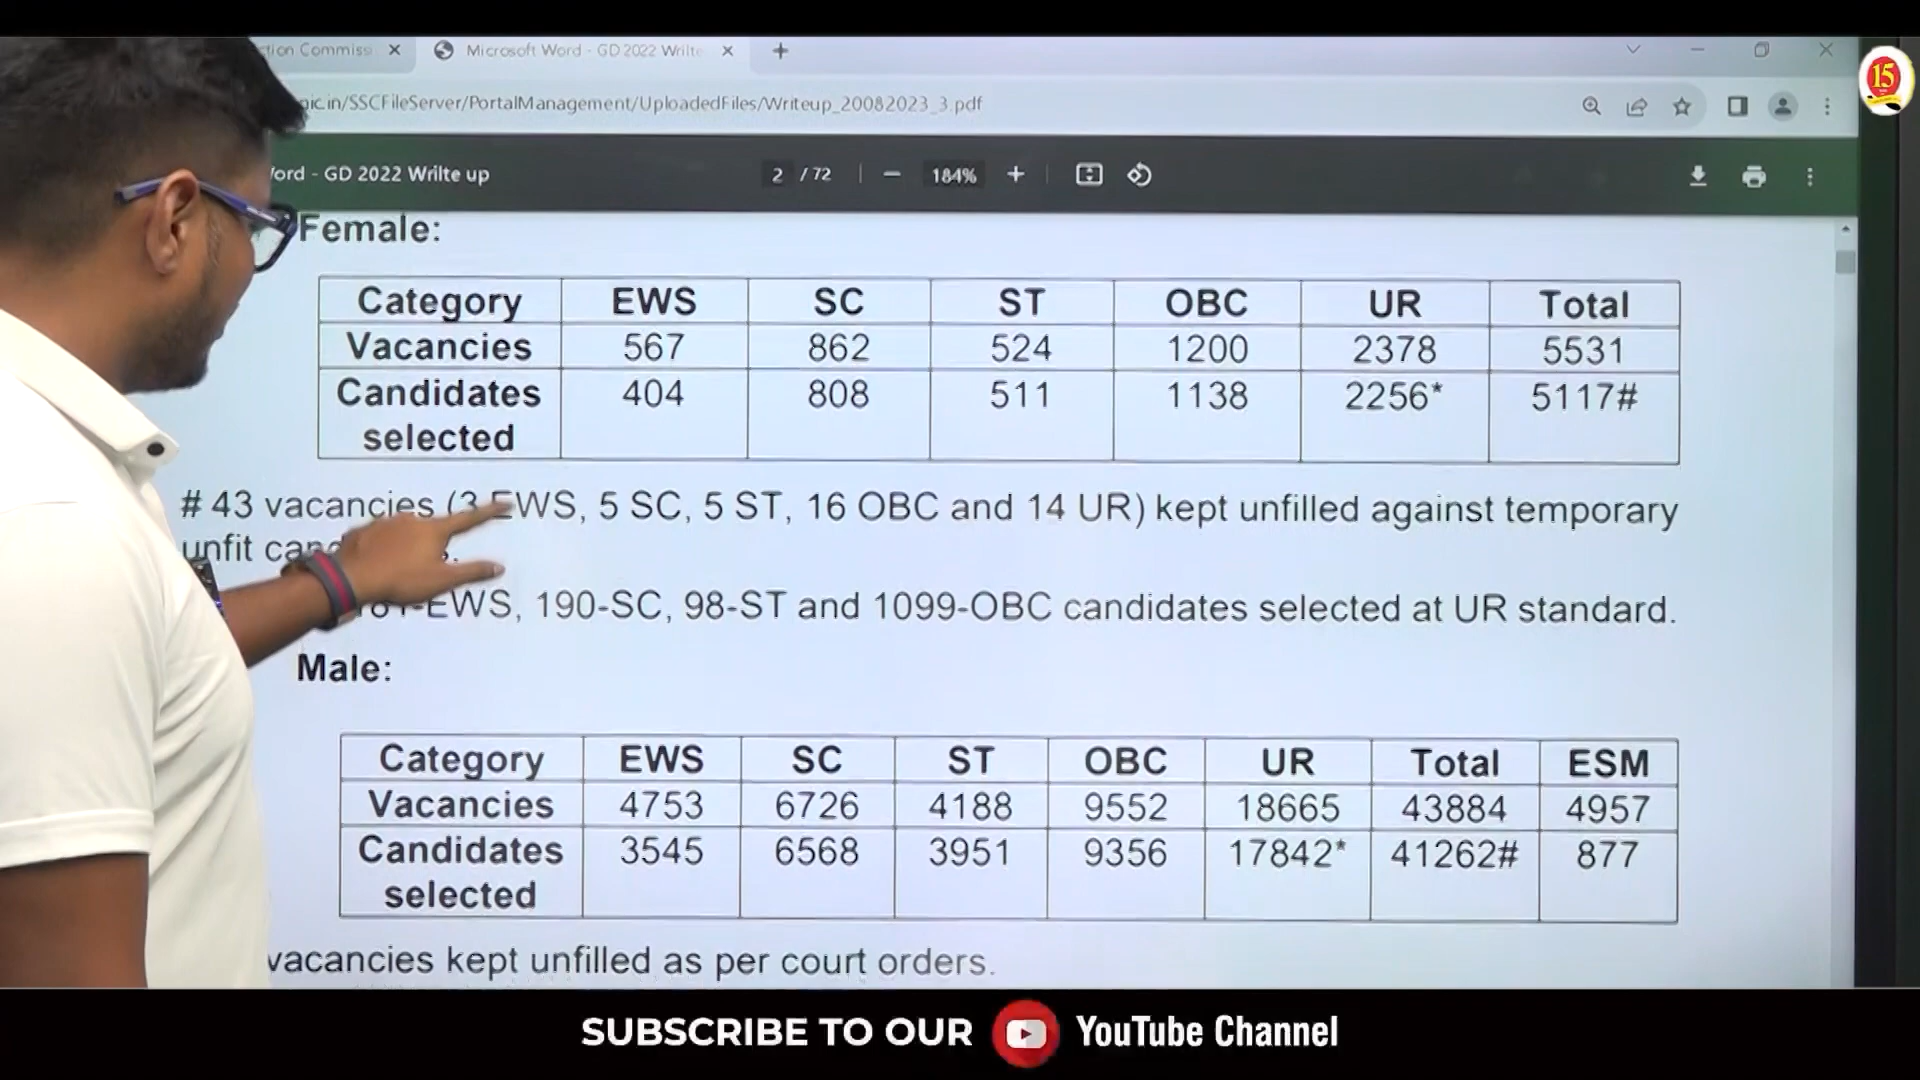 tion Commiss
Microsoft Word - GD 2022 Write
nic.in/SSCFileServer/PortalManagement/UploadedFiles/Writeup_20082023_3.pdf
15
Word - GD 2022 Wrilte up
2 / 72
184%
Female:
Category EWS SC ST OBC UR Total
Vacancies 567 862 524 1200 2378 5531
Candidates selected 404 808 511 1138 2256* 5117#
# 43 vacancies (3 EWS, 5 SC, 5 ST, 16 OBC and 14 UR) kept unfilled against temporary
unfit
EWS, 190-SC, 98-ST and 1099-OBC candidates selected at UR standard.
Male:
Category EWS SC ST OBC UR Total ESM
Vacancies 4753 6726 4188 9552 18665 43884 4957
Candidates selected 3545 6568 3951 9356 17842* 41262# 877
vacancies kept unfilled as per court orders.
SUBSCRIBE TO OUR YouTube Channel